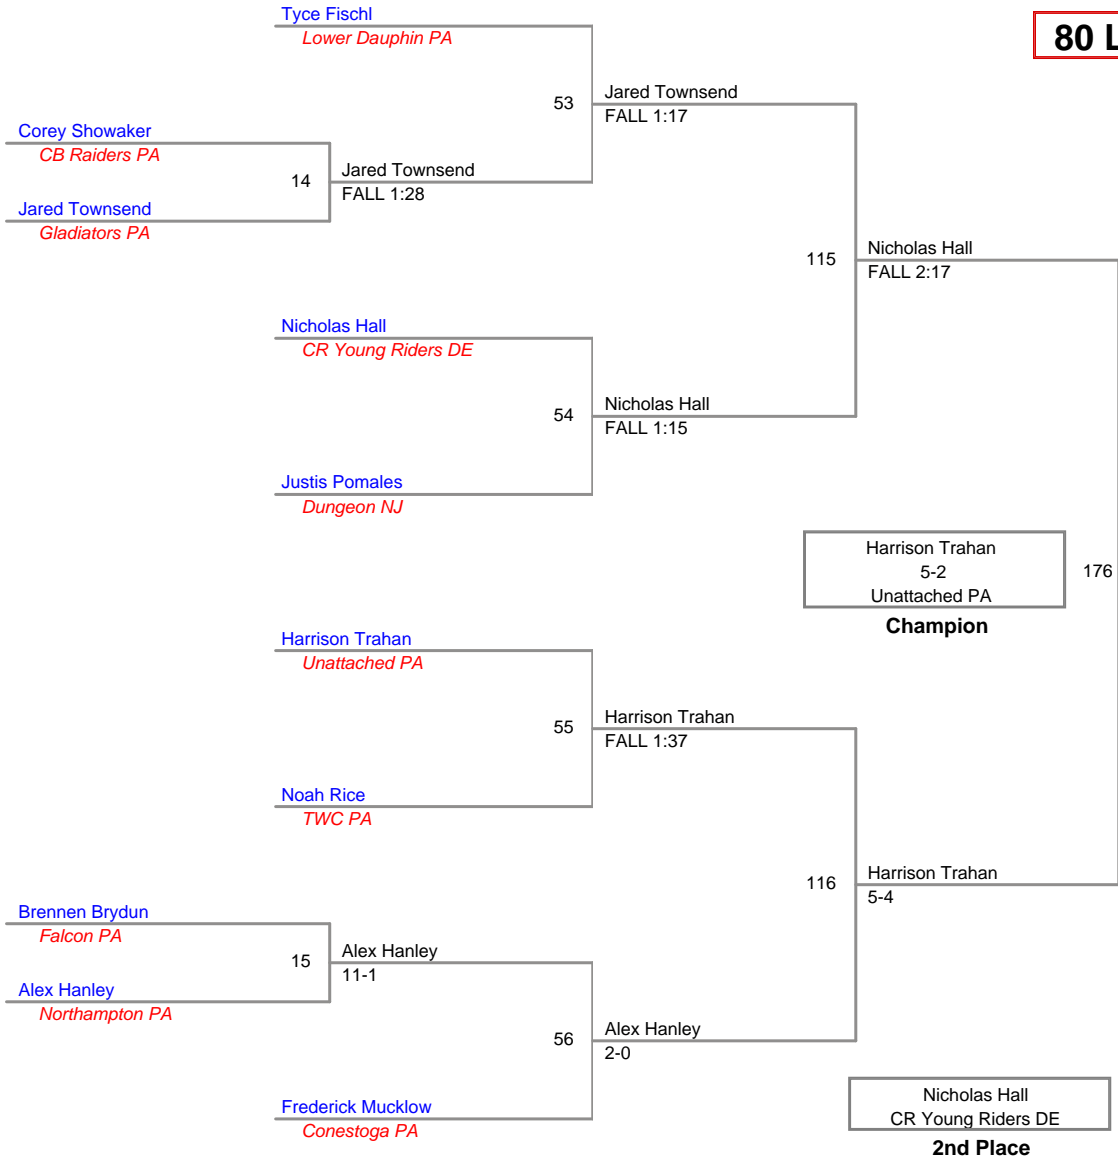 Tyce Fischl
Lower Dauphin PA
80 L
53
Jared Townsend
FALL 1:17
Corey Showaker
CB Raiders PA
14
Jared Townsend
FALL 1:28
Jared Townsend
Gladiators PA
115
Nicholas Hall
FALL 2:17
Nicholas Hall
CR Young Riders DE
54
Nicholas Hall
FALL 1:15
Justis Pomales
Dungeon NJ
Harrison Trahan
5-2
Unattached PA
176
Champion
Harrison Trahan
Unattached PA
55
Harrison Trahan
FALL 1:37
Noah Rice
TWC PA
116
Harrison Trahan
5-4
Brennen Brydun
Falcon PA
15
Alex Hanley
11-1
Alex Hanley
Northampton PA
56
Alex Hanley
2-0
Frederick Mucklow
Conestoga PA
Nicholas Hall
CR Young Riders DE
2nd Place